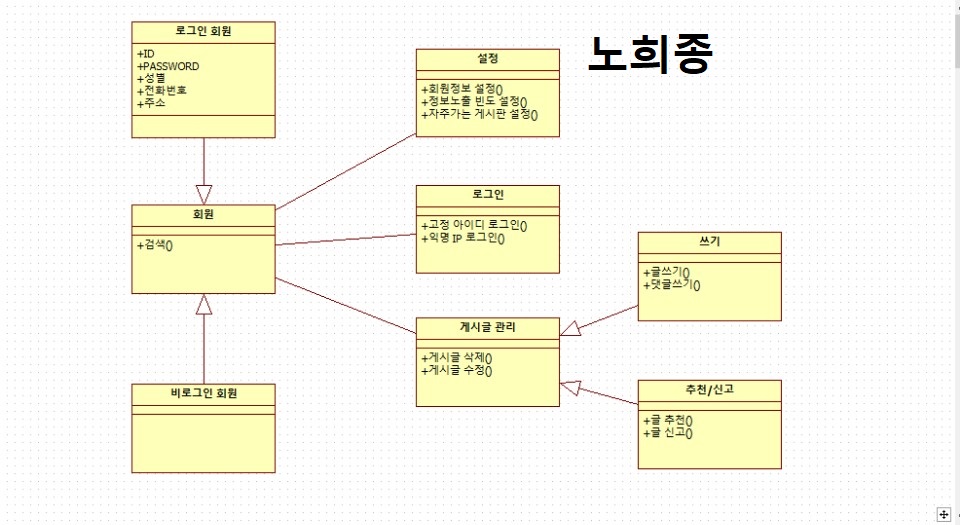 노희종
로그인 회원
+ID
+PASSWORD
+성별
+전화번호
+주소
설정
+회원정보 설정()
+정보노출 빈도 설정()
+자주가는 게시판 설정()
회원
+검색()
로그인
+고정 아이디 로그인()
+익명 IP 로그인()
쓰기
+글쓰기()
+댓글쓰기()
게시글 관리
+게시글 삭제()
+게시글 수정()
비로그인 회원
추천/신고
+글 추천()
+글 신고()